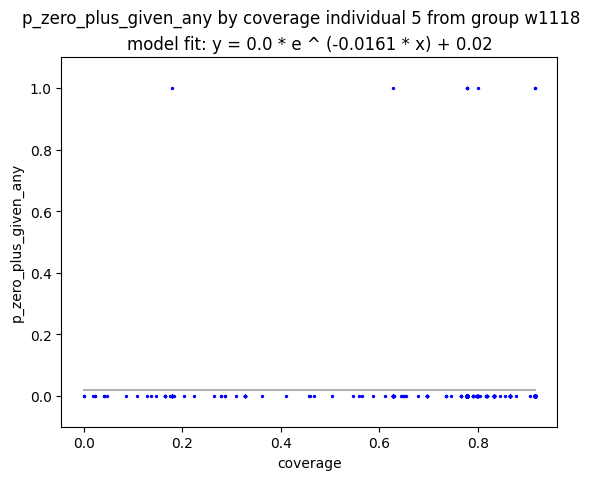 p_zero_plus_given_any by coverage individual 5 from group w1118
model fit: y = 0.0 * e ^ (-0.0161 * x) + 0.02
1.0
0.8
0.6
0.4
0.2
0.0
p_zero_plus_given_any
0.0 0.2 0.4 0.6 0.8
coverage